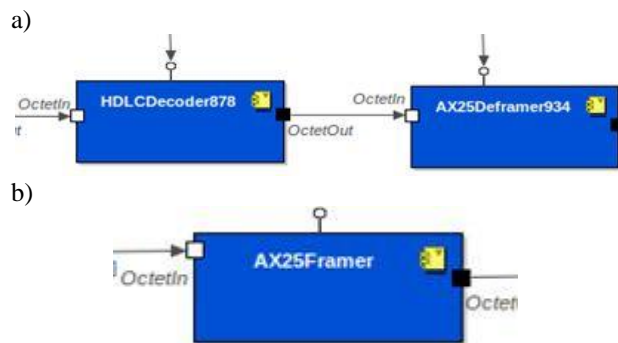 a)
OctetIn
HDLCDecoder878
OctetOut
OctetIn
AX25Deframer934
b)
OctetIn
AX25Framer